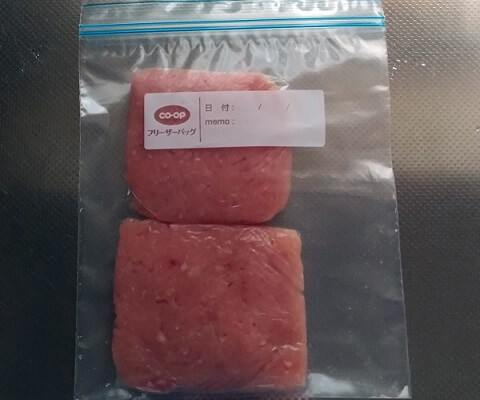 co·op
フリーザーバッグ
日 付 : / /
memo :